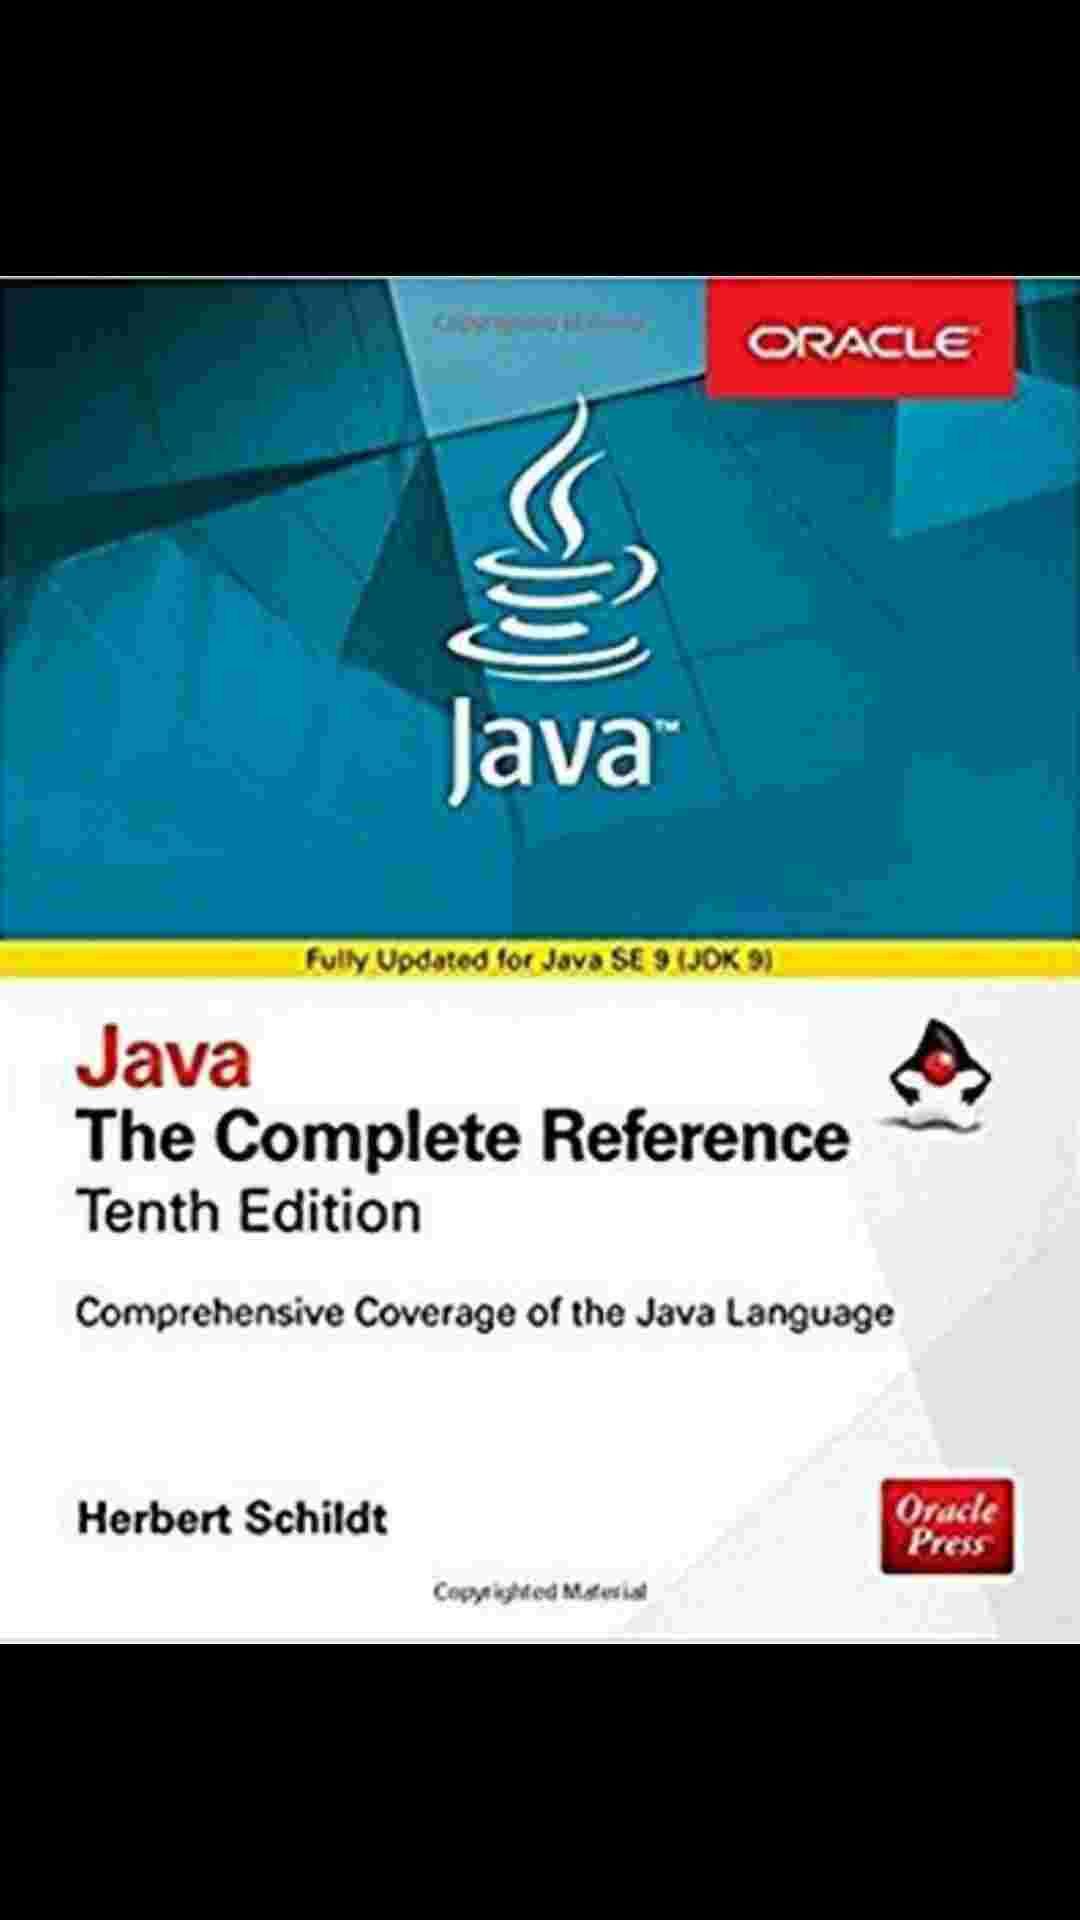 Copyrighted Material
ORACLE
Java™
Fully Updated for Java SE 9 (JDK 9)
Java
The Complete Reference
Tenth Edition
Comprehensive Coverage of the Java Language
Herbert Schildt
Oracle
Press
Copyrighted Material